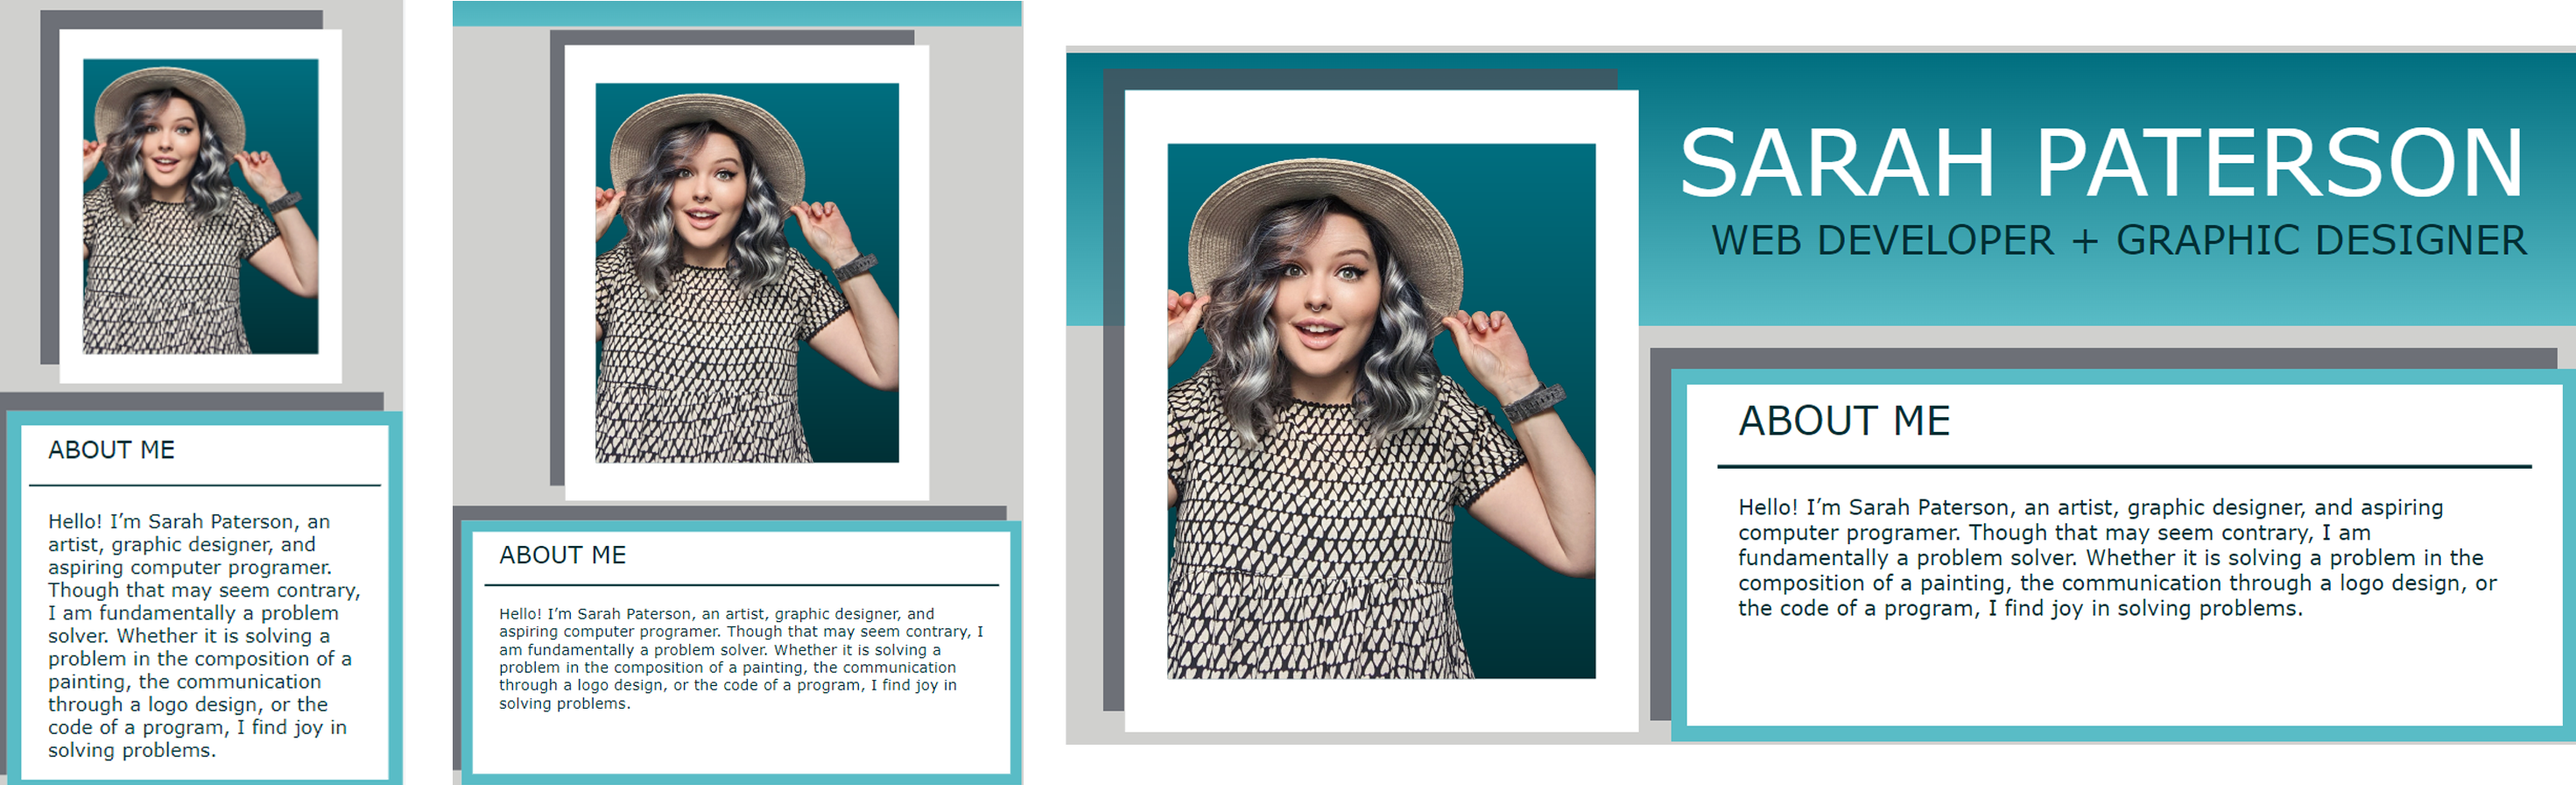 ABOUT ME
Hello! I’m Sarah Paterson, an
artist, graphic designer, and
aspiring computer programer.
Though that may seem contrary,
I am fundamentally a problem
solver. Whether it is solving a
problem in the composition of a
painting, the communication
through a logo design, or the
code of a program, I find joy in
solving problems.
ABOUT ME
Hello! I’m Sarah Paterson, an artist, graphic designer, and
aspiring computer programer. Though that may seem contrary, I
am fundamentally a problem solver. Whether it is solving a
problem in the composition of a painting, the communication
through a logo design, or the code of a program, I find joy in
solving problems.
SARAH PATERSON
WEB DEVELOPER + GRAPHIC DESIGNER
ABOUT ME
Hello! I’m Sarah Paterson, an artist, graphic designer, and aspiring
computer programer. Though that may seem contrary, I am
fundamentally a problem solver. Whether it is solving a problem in the
composition of a painting, the communication through a logo design, or
the code of a program, I find joy in solving problems.